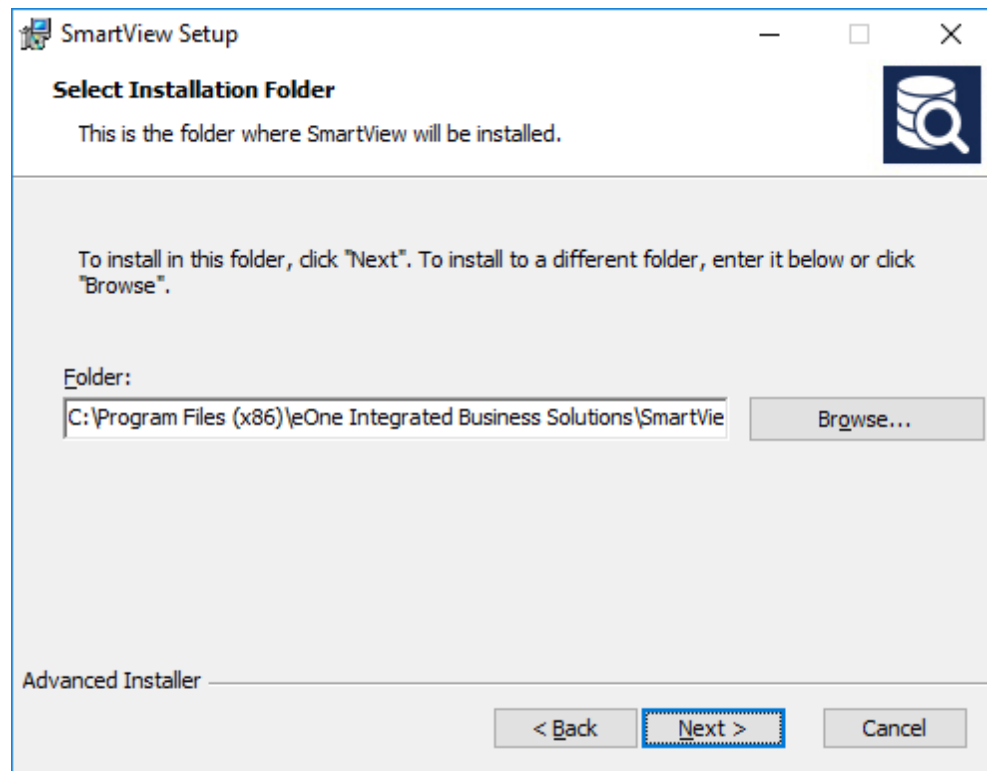 SmartView Setup
Select Installation Folder
This is the folder where SmartView will be installed.
To install in this folder, click "Next". To install to a different folder, enter it below or click
"Browse".
Folder:
C:\Program Files (x86)\eOne Integrated Business Solutions\SmartVie
Browse...
Advanced Installer
< Back
Next >
Cancel